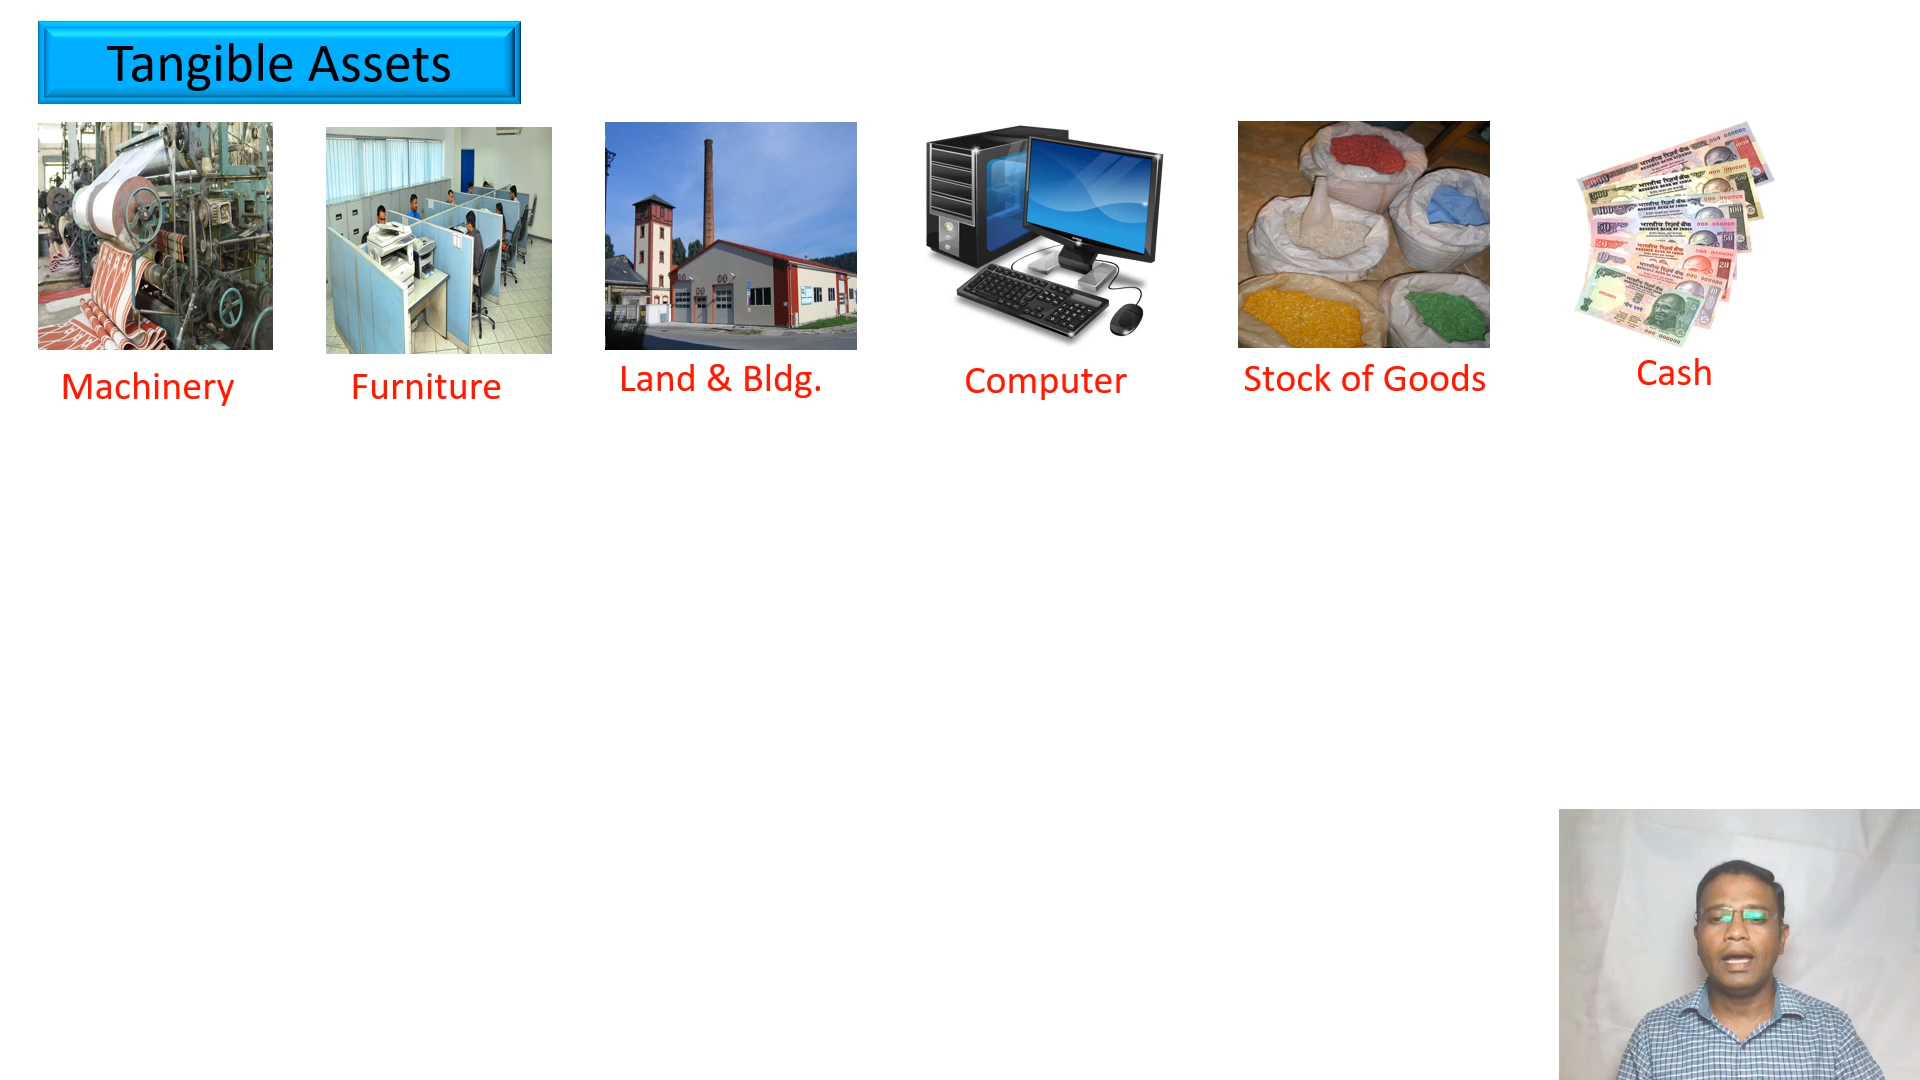 Tangible Assets
Machinery
Furniture
Land & Bldg.
Computer
Stock of Goods
Cash